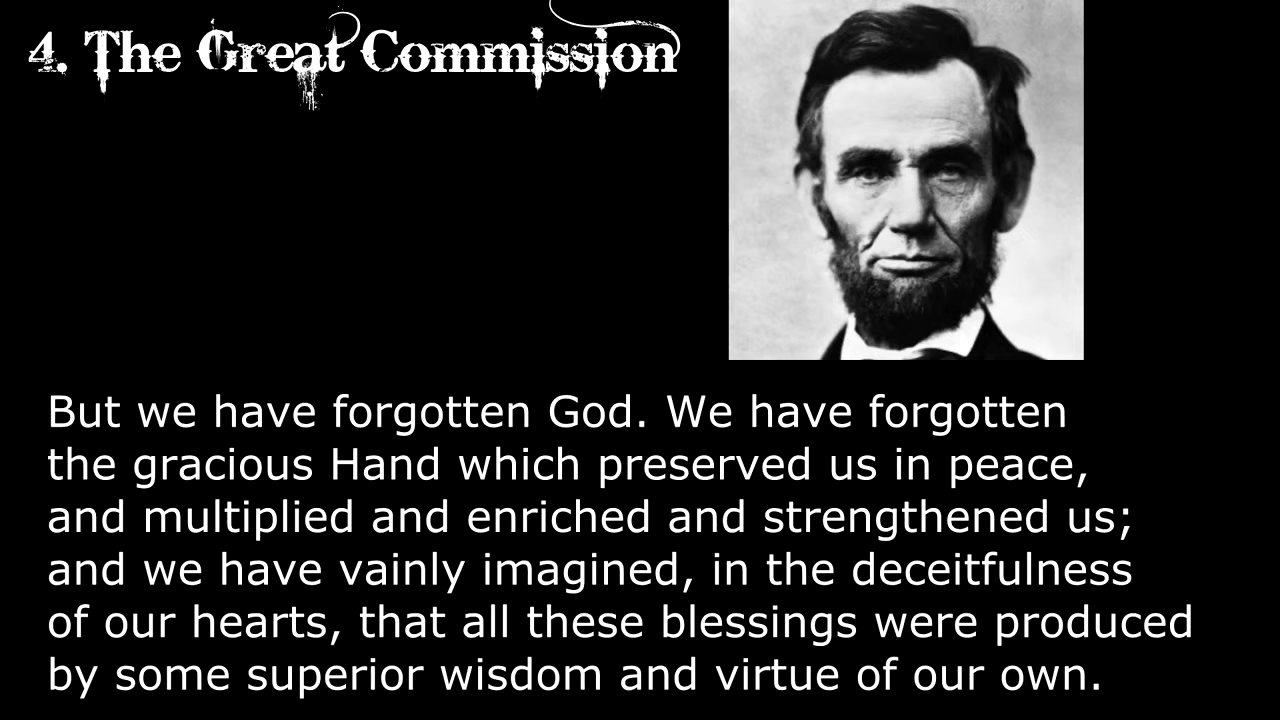 4. The Great Commission
But we have forgotten God. We have forgotten
the gracious Hand which preserved us in peace,
and multiplied and enriched and strengthened us;
and we have vainly imagined, in the deceitfulness
of our hearts, that all these blessings were produced
by some superior wisdom and virtue of our own.